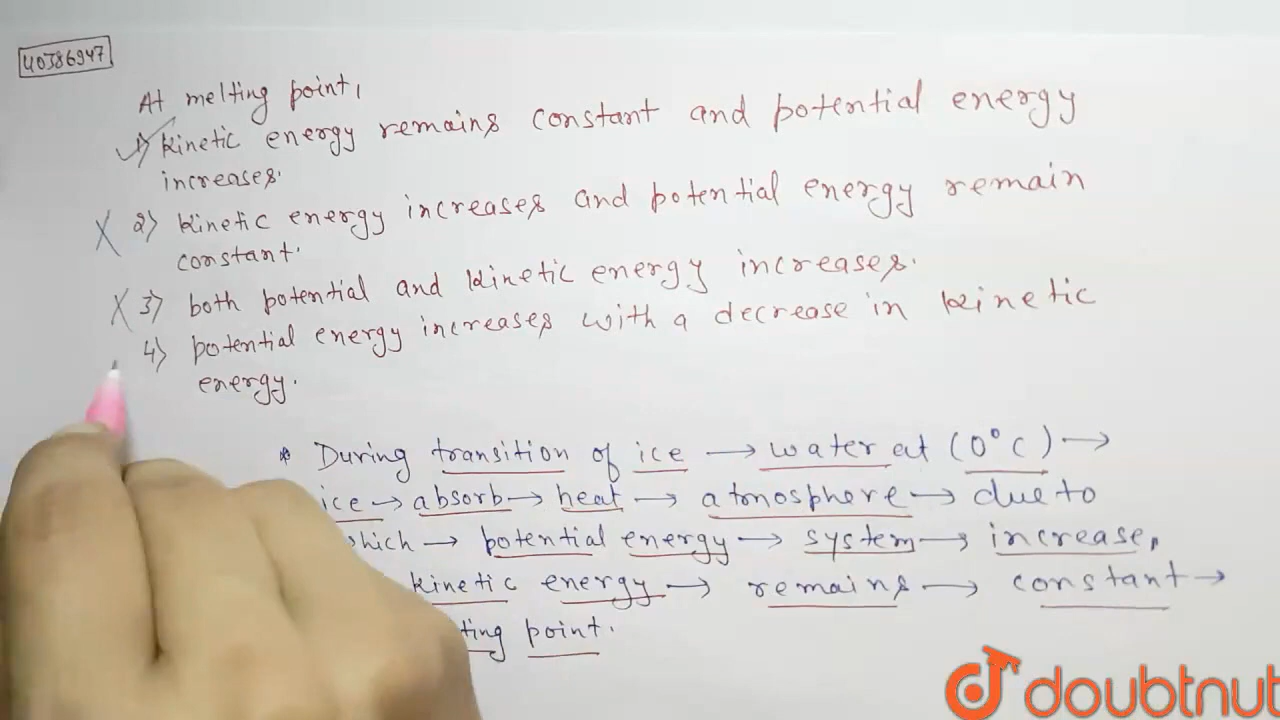 40386947
At melting point,
1) Kinetic energy remains constant and potential energy
increases.
2) Kinetic energy increases and potential energy remain
constant.
3) both potential and kinetic energy increases.
4) potential energy increases with a decrease in kinetic
energy.
* During transition of ice → water at (0°C) →
ice → absorb → heat → atonosphere → due to
hich → potential energy → system → increase,
kinetic energy → remains → constant →
ting point.
doubtnut